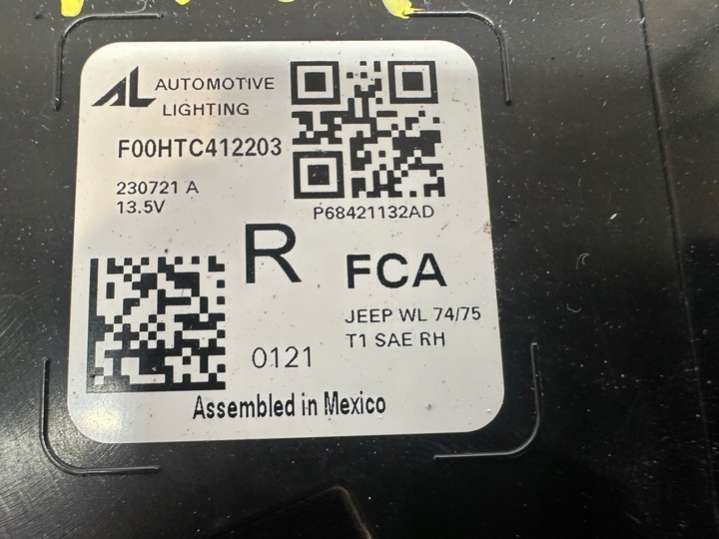 AL AUTOMOTIVE
LIGHTING
F00HTC412203
230721 A
13.5V
P68421132AD
R
FCA
JEEP WL 74/75
T1 SAE RH
0121
Assembled in Mexico